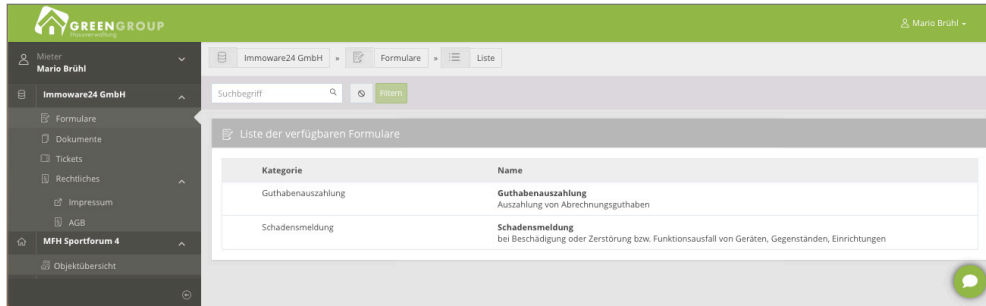 GREENGROUP
Hausverwaltung
Mario Brühl
Mieter
Mario Brühl
Immoware24 GmbH » Formulare » Liste
Immoware24 GmbH
Suchbegriff Filtern
Formulare
Dokumente
Tickets
Rechtliches
Impressum
AGB
MFH Sportforum 4
Objektübersicht
Liste der verfügbaren Formulare
Kategorie Name
Guthabenauszahlung Guthabenauszahlung
Auszahlung von Abrechnungsguthaben
Schadensmeldung Schadensmeldung
bei Beschädigung oder Zerstörung bzw. Funktionsausfall von Geräten, Gegenständen, Einrichtungen